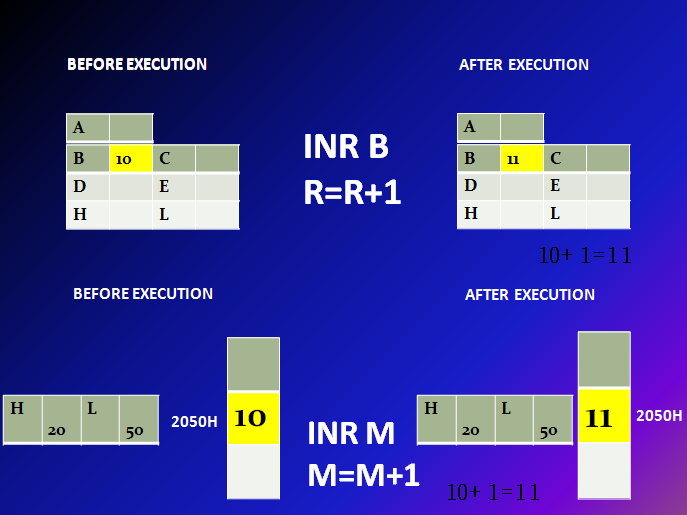 BEFORE EXECUTION
AFTER EXECUTION
A
B 10 C
D E
H L
INR B
R=R+1
A
B 11 C
D E
H L
10+ 1=11
BEFORE EXECUTION
AFTER EXECUTION
H 20 L 50
2050H
10
INR M
M=M+1
H 20 L 50
11
2050H
10+ 1=11